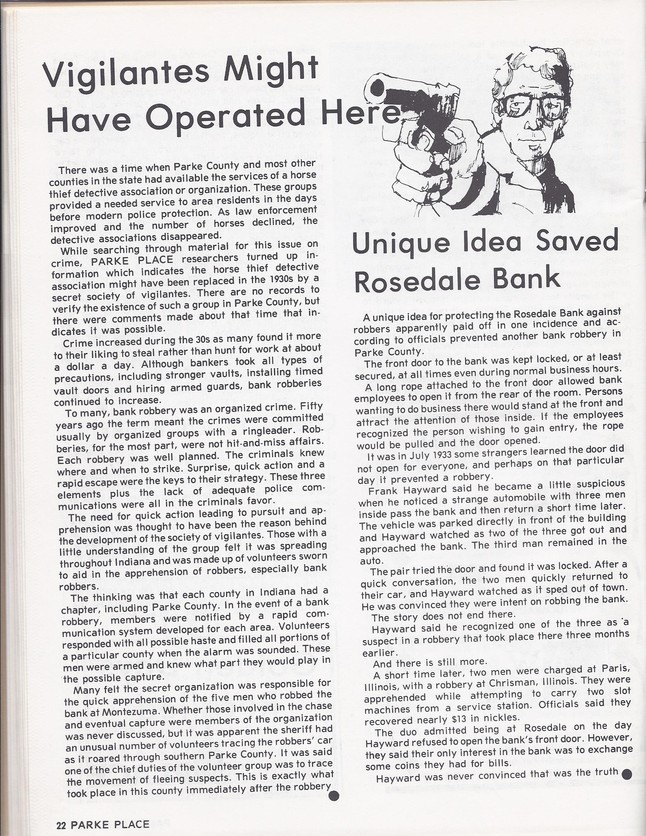 Vigilantes Might
Have Operated Here
There was a time when Parke County and most other
counties in the state had available the services of a horse
thief detective association or organization. These groups
provided a needed service to area residents in the days
before modern police protection. As law enforcement
improved and the number of horses declined, the
detective associations disappeared.
While searching through material for this issue on
crime, PARKE PLACE researchers turned up in-
formation which indicates the horse thief detective
association might have been replaced in the 1930s by a
secret society of vigilantes. There are no records to
verify the existence of such a group in Parke County, but
there were comments made about that time that in-
dicates it was possible.
Crime increased during the 30s as many found it more
to their liking to steal rather than hunt for work at about
a dollar a day. Although bankers took all types of
precautions, including stronger vaults, installing timed
vault doors and hiring armed guards, bank robberies
continued to increase.
To many, bank robbery was an organized crime. Fifty
years ago the term meant the crimes were committed
usually by organized groups with a ringleader. Rob-
beries, for the most part, were not hit-and-miss affairs.
Each robbery was well planned. The criminals knew
where and when to strike. Surprise, quick action and a
rapid escape were the keys to their strategy. These three
elements plus the lack of adequate police com-
munications were all in the criminals favor.
The need for quick action leading to pursuit and ap-
prehension was thought to have been the reason behind
the development of the society of vigilantes. Those with a
little understanding of the group felt it was spreading
throughout Indiana and was made up of volunteers sworn
to aid in the apprehension of robbers, especially bank
robbers.
The thinking was that each county in Indiana had a
chapter, including Parke County. In the event of a bank
robbery, members were notified by a rapid com-
munication system developed for each area. Volunteers
responded with all possible haste and filled all portions of
a particular county when the alarm was sounded. These
men were armed and knew what part they would play in
the possible capture.
Many felt the secret organization was responsible for
the quick apprehension of the five men who robbed the
bank at Montezuma. Whether those involved in the chase
and eventual capture were members of the organization
was never discussed, but it was apparent the sheriff had
an unusual number of volunteers tracing the robbers' car
as it roared through southern Parke County. It was said
one of the chief duties of the volunteer group was to trace
the movement of fleeing suspects. This is exactly what
took place in this county immediately after the robbery
Unique Idea Saved
Rosedale Bank
A unique idea for protecting the Rosedale Bank against
robbers apparently paid off in one incidence and ac-
cording to officials prevented another bank robbery in
Parke County.
The front door to the bank was kept locked, or at least
secured, at all times even during normal business hours.
A long rope attached to the front door allowed bank
employees to open it from the rear of the room. Persons
wanting to do business there would stand at the front and
attract the attention of those inside. If the employees
recognized the person wishing to gain entry, the rope
would be pulled and the door opened.
It was in July 1933 some strangers learned the door did
not open for everyone, and perhaps on that particular
day it prevented a robbery.
Frank Hayward said he became a little suspicious
when he noticed a strange automobile with three men
inside pass the bank and then return a short time later.
The vehicle was parked directly in front of the building
and Hayward watched as two of the three got out and
approached the bank. The third man remained in the
auto.
The pair tried the door and found it was locked. After a
quick conversation, the two men quickly returned to
their car, and Hayward watched as it sped out of town.
He was convinced they were intent on robbing the bank.
The story does not end there.
Hayward said he recognized one of the three as 'a
suspect in a robbery that took place there three months
earlier.
And there is still more.
A short time later, two men were charged at Paris,
Illinois, with a robbery at Chrisman, Illinois. They were
apprehended while attempting to carry two slot
machines from a service station. Officials said they
recovered nearly $13 in nickles.
The duo admitted being at Rosedale on the day
Hayward refused to open the bank's front door. However,
they said their only interest in the bank was to exchange
some coins they had for bills.
Hayward was never convinced that was the truth
22 PARKE PLACE